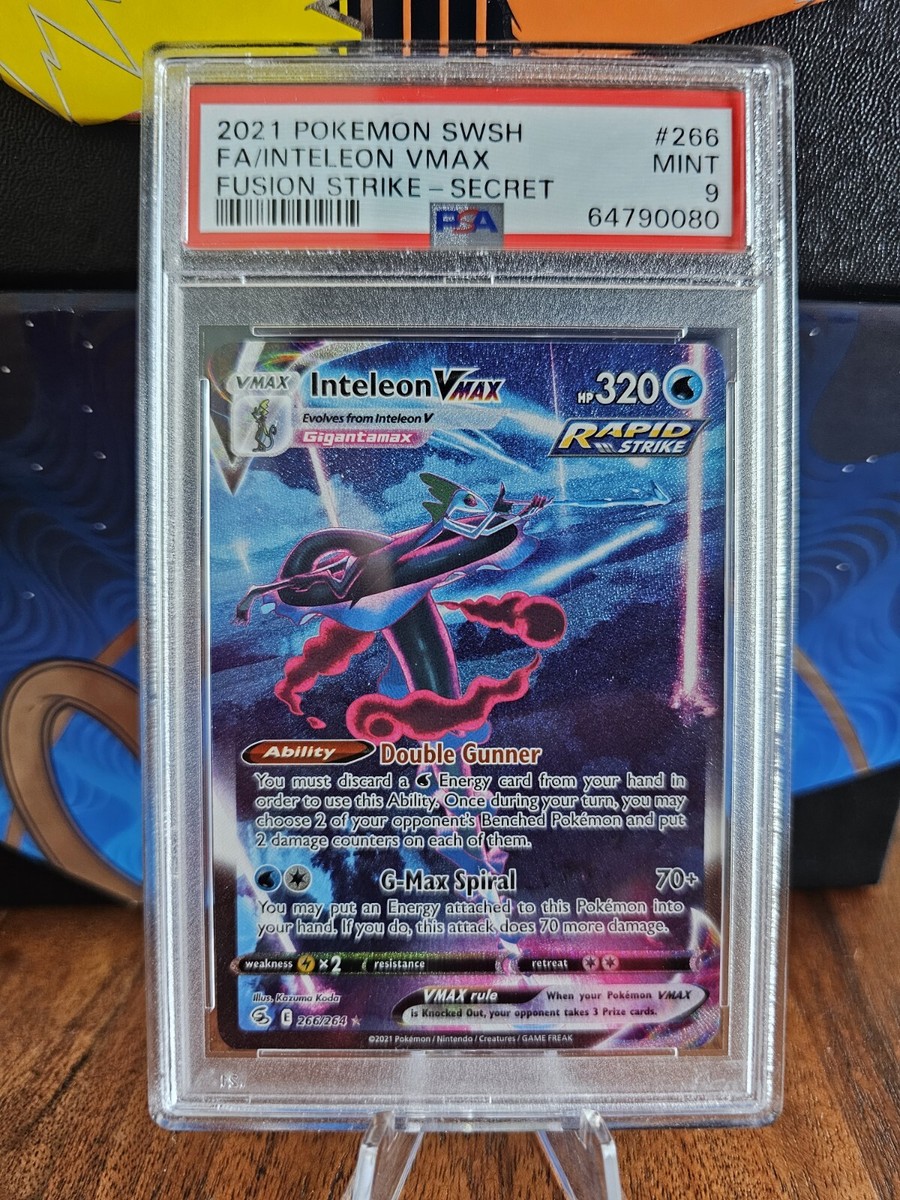 2021 POKEMON SWSH #266
FA/INTELEON VMAX MINT
FUSION STRIKE - SECRET 9
PSA 64790080
VMAX Inteleon VMAX HP 320
Evolves from Inteleon V
Gigantamax
RAPID
STRIKE
Ability Double Gunner
You must discard a Energy card from your hand in
order to use this Ability. Once during your turn, you may
choose 2 of your opponent's Benched Pokémon and put
2 damage counters on each of them.
G-Max Spiral 70+
You may put an Energy attached to this Pokémon into
your hand. If you do, this attack does 70 more damage.
weakness ×2 resistance retreat
Illus. Kazuma Koda
VMAX rule When your Pokémon VMAX
is Knocked Out, your opponent takes 3 Prize cards.
E 266/264
©2021 Pokémon / Nintendo / Creatures / GAME FREAK